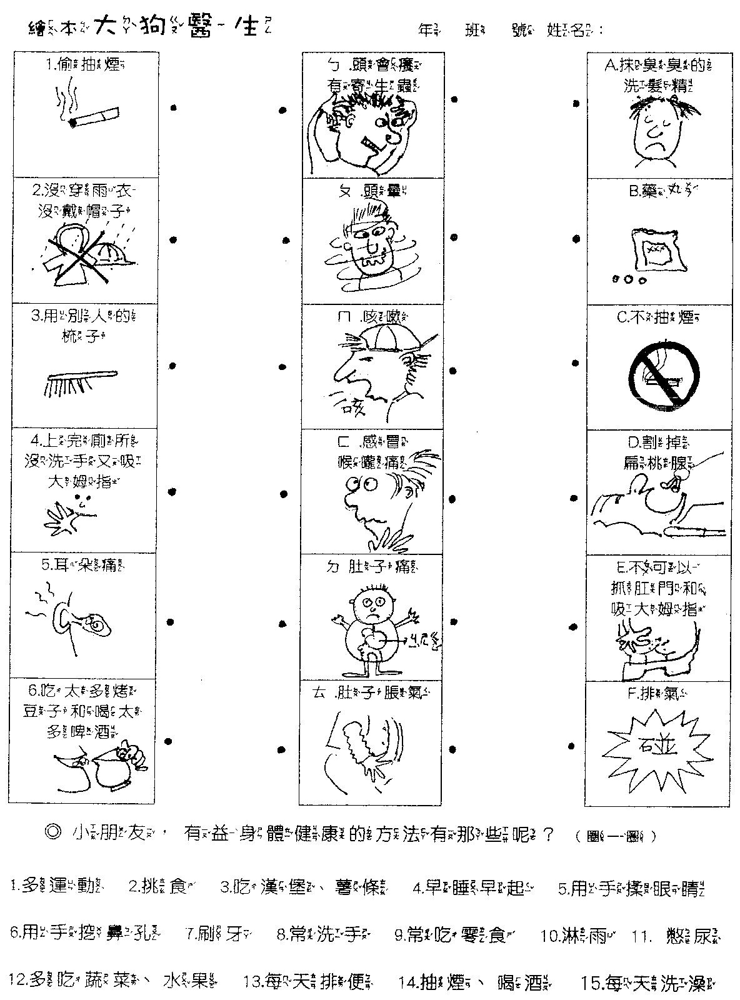 繪本大狗醫生
年 班 號 姓名：
1.偷抽煙
2.沒穿雨衣
沒戴帽子
3.用別人的
梳子
4.上完廁所
沒洗手又吸
大姆指
5.耳朵痛
6.吃太多烤
豆子和喝太
多啤酒
ㄅ.頭會癢
有寄生蟲
ㄆ.頭暈
ㄇ.咳嗽
咳
ㄈ.感冒
喉嚨痛
ㄉ 肚子痛
ㄊ.肚子脹氣
A.抹臭臭的
洗髮精
B.藥丸
C.不抽煙
D.割掉
扁桃腺
E.不可以
抓肛門和
吸大姆指
F.排氣
碰
◎ 小朋友，有益身體健康的方法有那些呢？（圈一圈）
1.多運動 2.挑食 3.吃漢堡、薯條 4.早睡早起 5.用手揉眼睛
6.用手挖鼻孔 7.刷牙 8.常洗手 9.常吃零食 10.淋雨 11. 憋尿
12.多吃蔬菜、水果 13.每天排便 14.抽煙、喝酒 15.每天洗澡